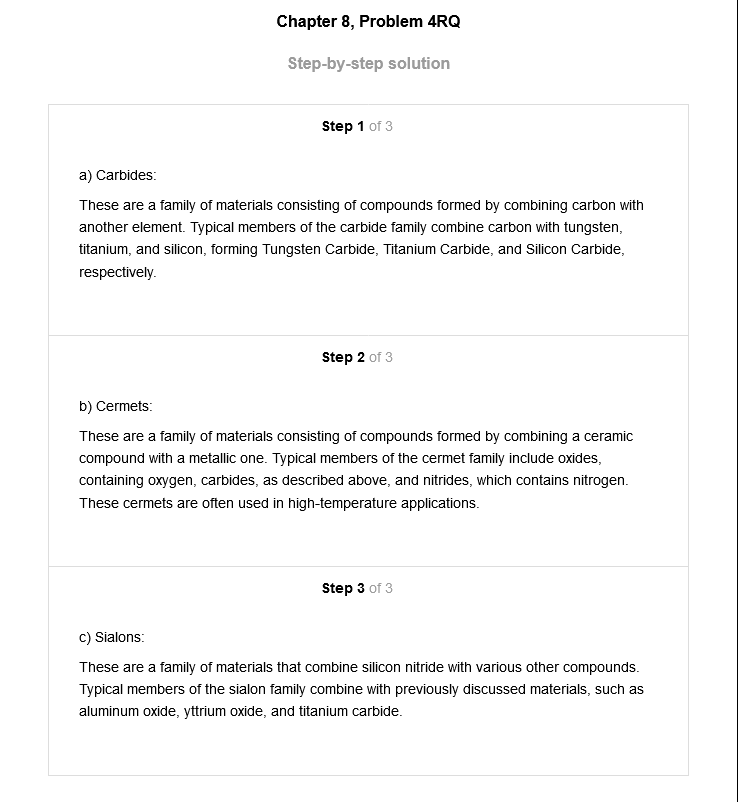 Chapter 8, Problem 4RQ
Step-by-step solution
Step 1 of 3
a) Carbides:
These are a family of materials consisting of compounds formed by combining carbon with
another element. Typical members of the carbide family combine carbon with tungsten,
titanium, and silicon, forming Tungsten Carbide, Titanium Carbide, and Silicon Carbide,
respectively.
Step 2 of 3
b) Cermets:
These are a family of materials consisting of compounds formed by combining a ceramic
compound with a metallic one. Typical members of the cermet family include oxides,
containing oxygen, carbides, as described above, and nitrides, which contains nitrogen.
These cermets are often used in high-temperature applications.
Step 3 of 3
c) Sialons:
These are a family of materials that combine silicon nitride with various other compounds.
Typical members of the sialon family combine with previously discussed materials, such as
aluminum oxide, yttrium oxide, and titanium carbide.